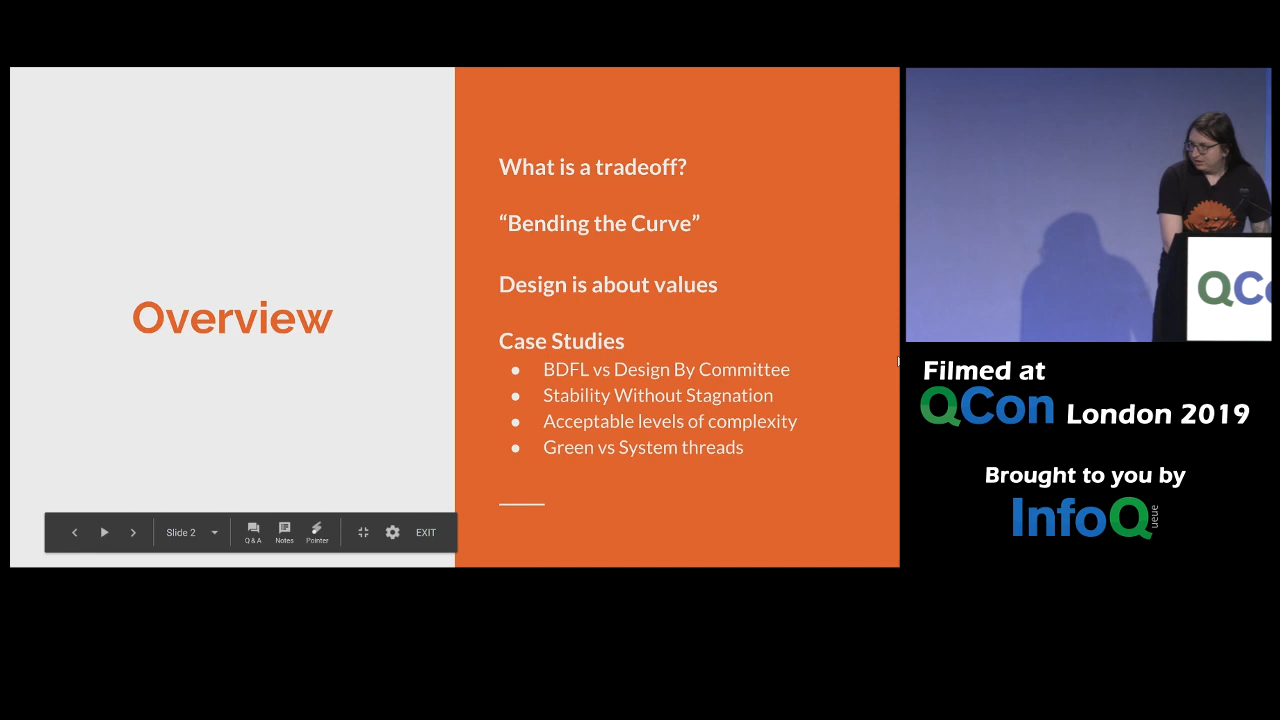 Overview
What is a tradeoff?
“Bending the Curve”
Design is about values
Case Studies
● BDFL vs Design By Committee
● Stability Without Stagnation
● Acceptable levels of complexity
● Green vs System threads
Slide 2
Q & A
Notes
Pointer
EXIT
QCo
Filmed at
QCon London 2019
Brought to you by
InfoQ
queue